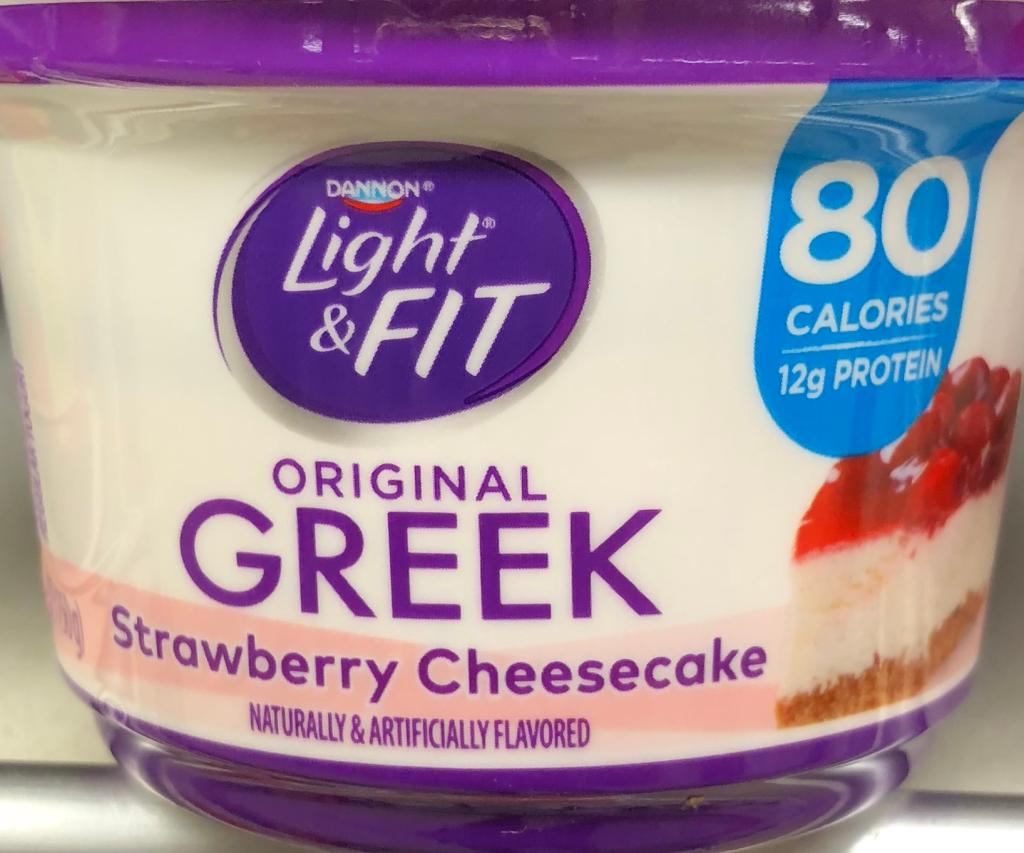 DANNON®
Light®
& FIT
80
CALORIES
12g PROTEIN
ORIGINAL
GREEK
Strawberry Cheesecake
NATURALLY & ARTIFICIALLY FLAVORED